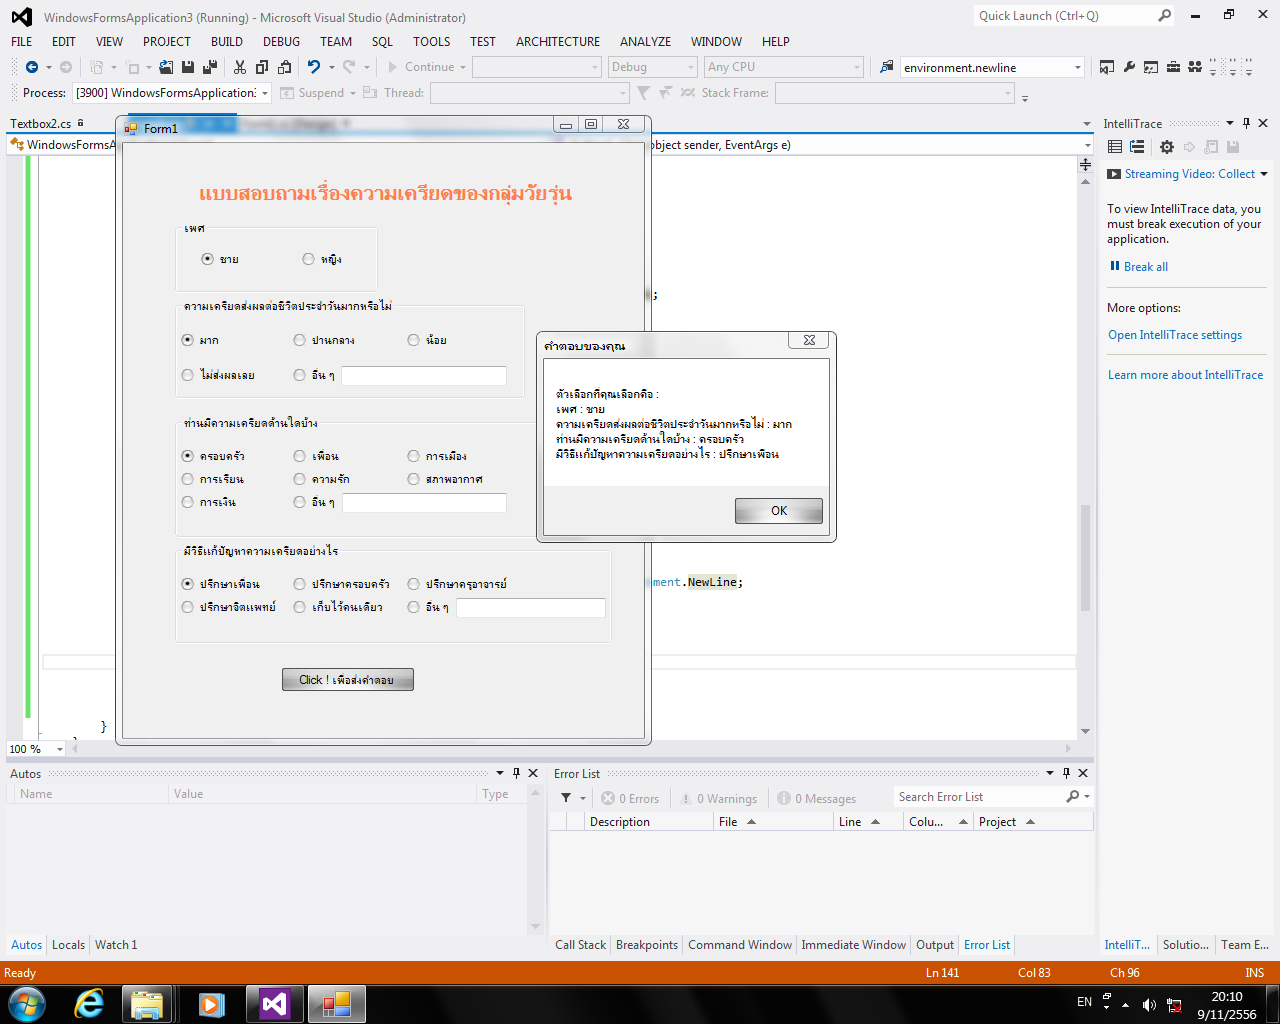 WindowsFormsApplication3 (Running) - Microsoft Visual Studio (Administrator)
Quick Launch (Ctrl+Q)
FILE EDIT VIEW PROJECT BUILD DEBUG TEAM SQL TOOLS TEST ARCHITECTURE ANALYZE WINDOW HELP
Continue Debug Any CPU environment.newline
Process: [3900] WindowsFormsApplication Suspend Thread: Stack Frame:
Textbox2.cs
WindowsFormsA
object sender, EventArgs e)
Form1
แบบสอบถามเรื่องความเครียดของกลุ่มวัยรุ่น
เพศ
ชาย หญิง
ความเครียดส่งผลต่อชีวิตประจำวันมากหรือไม่
มาก ปานกลาง น้อย
ไม่ส่งผลเลย อื่น ๆ
ท่านมีความเครียดด้านใดบ้าง
ครอบครัว เพื่อน การเมือง
การเรียน ความรัก สภาพอากาศ
การเงิน อื่น ๆ
มีวิธีแก้ปัญหาความเครียดอย่างไร
ปรึกษาเพื่อน ปรึกษาครอบครัว ปรึกษาครูอาจารย์
ปรึกษาจิตแพทย์ เก็บไว้คนเดียว อื่น ๆ
Click ! เพื่อส่งคำตอบ
;
คำตอบของคุณ
ตัวเลือกที่คุณเลือกคือ :
เพศ : ชาย
ความเครียดส่งผลต่อชีวิตประจำวันมากหรือไม่ : มาก
ท่านมีความเครียดด้านใดบ้าง : ครอบครัว
มีวิธีแก้ปัญหาความเครียดอย่างไร : ปรึกษาเพื่อน
OK
ment.NewLine;
}
100 %
IntelliTrace
Streaming Video: Collect
To view IntelliTrace data, you
must break execution of your
application.
Break all
More options:
Open IntelliTrace settings
Learn more about IntelliTrace
Autos
Name Value Type
Autos Locals Watch 1
Error List
0 Errors 0 Warnings 0 Messages Search Error List
Description File Line Colu... Project
Call Stack Breakpoints Command Window Immediate Window Output Error List
IntelliT... Solutio... Team E...
Ready Ln 141 Col 83 Ch 96 INS
EN
20:10
9/11/2556